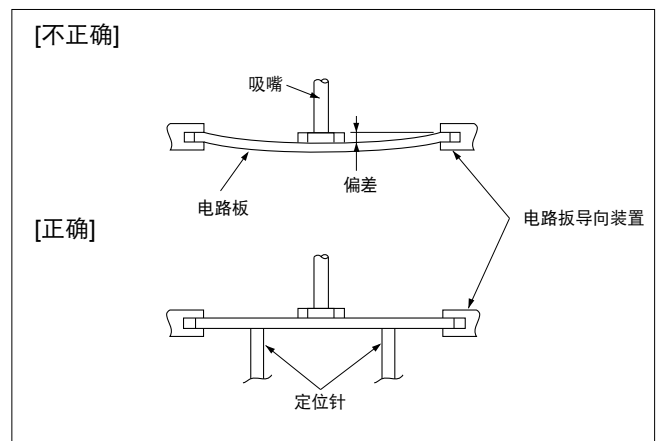 [不正确]
吸嘴
偏差
电路板
电路扳导向装置
[正确]
定位针